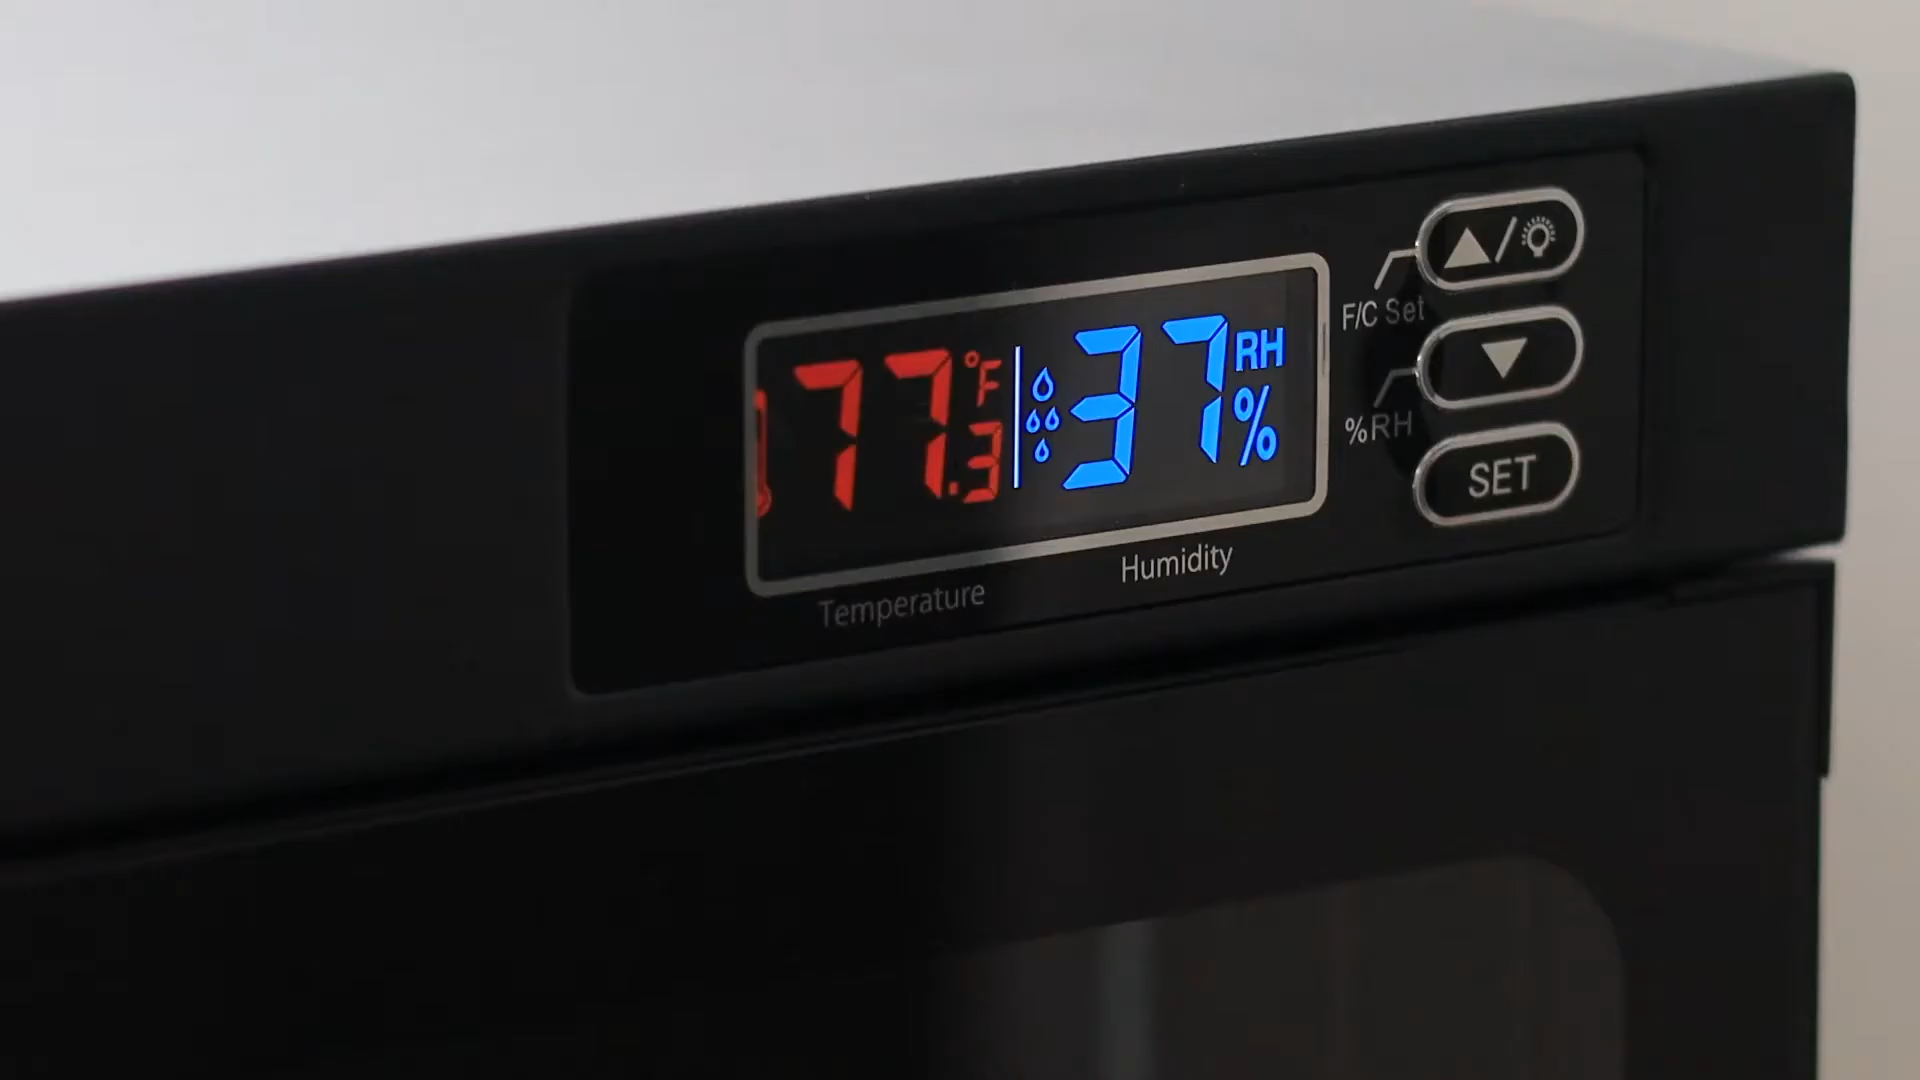 77.3°F
37 RH %
Temperature
Humidity
F/C Set
%RH
SET